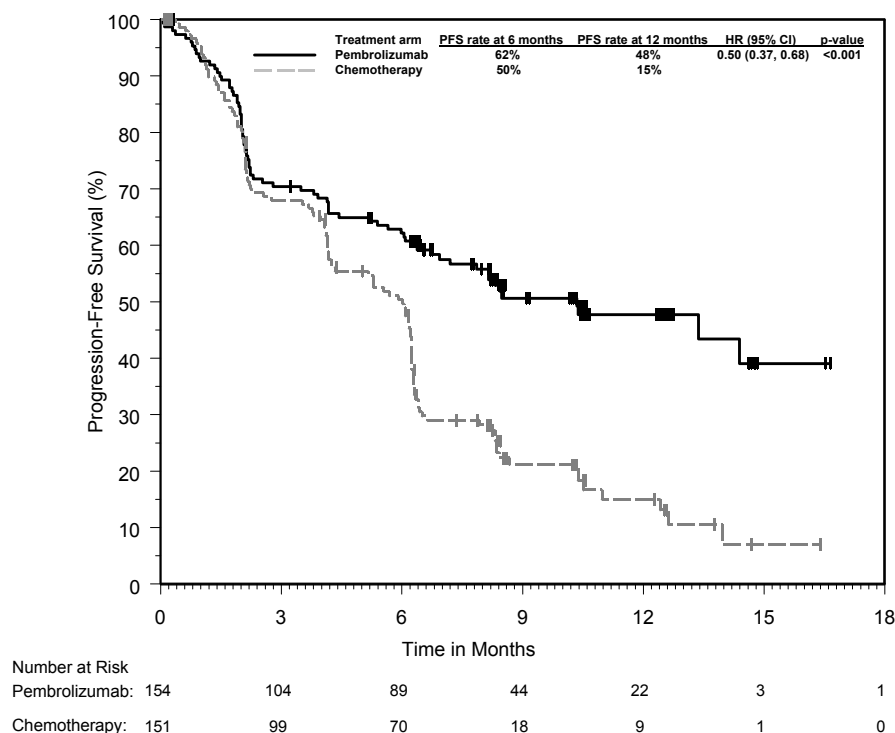 100
Treatment arm PFS rate at 6 months PFS rate at 12 months HR (95% CI) p-value
Pembrolizumab 62% 48% 0.50 (0.37, 0.68) <0.001
Chemotherapy 50% 15%
90
80
70
60
50
40
30
20
10
0
Progression-Free Survival (%)
0 3 6 9 12 15 18
Time in Months
Number at Risk
Pembrolizumab: 154 104 89 44 22 3 1
Chemotherapy: 151 99 70 18 9 1 0